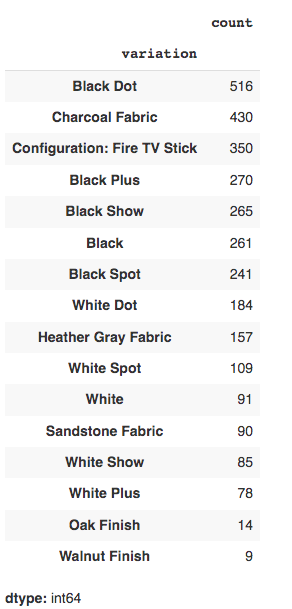 count
variation
Black Dot 516
Charcoal Fabric 430
Configuration: Fire TV Stick 350
Black Plus 270
Black Show 265
Black 261
Black Spot 241
White Dot 184
Heather Gray Fabric 157
White Spot 109
White 91
Sandstone Fabric 90
White Show 85
White Plus 78
Oak Finish 14
Walnut Finish 9
dtype: int64